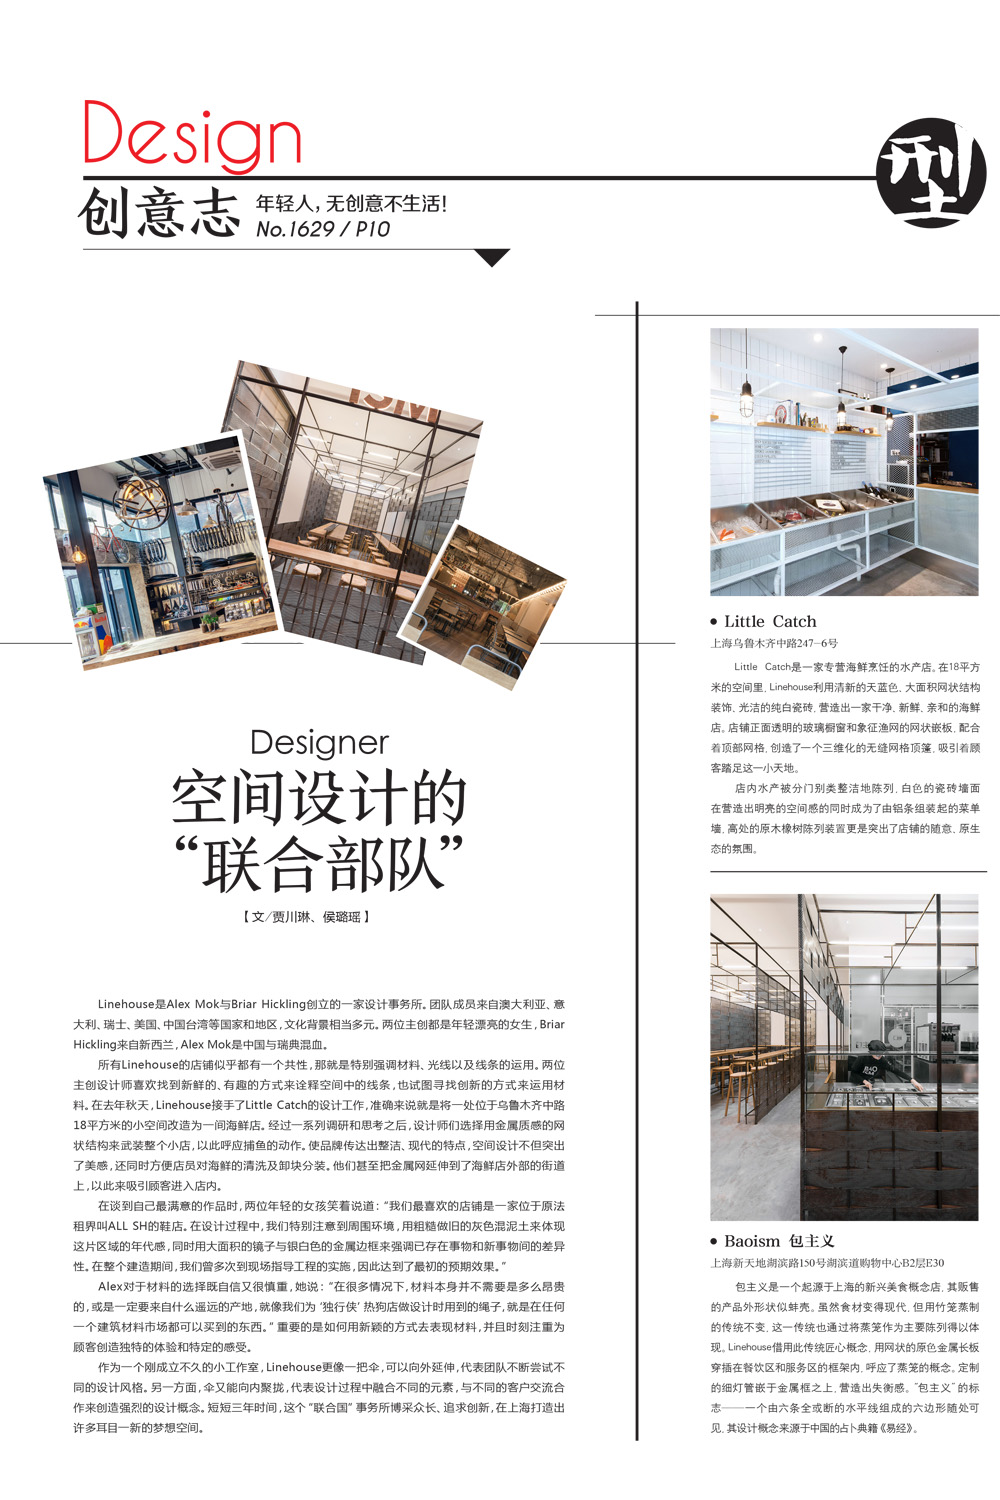 Design
型
创意志
年轻人，无创意不生活！
No.1629 / P10
ISM
Designer
空间设计的
“联合部队”
【 文/贾川琳、侯璐瑶 】
Linehouse是Alex Mok与Briar Hickling创立的一家设计事务所。团队成员来自澳大利亚、意
大利、瑞士、美国、中国台湾等国家和地区，文化背景相当多元。两位主创都是年轻漂亮的女生，Briar
Hickling来自新西兰，Alex Mok是中国与瑞典混血。
所有Linehouse的店铺似乎都有一个共性，那就是特别强调材料、光线以及线条的运用。两位
主创设计师喜欢找到新鲜的、有趣的方式来诠释空间中的线条，也试图寻找创新的方式来运用材
料。在去年秋天，Linehouse接手了Little Catch的设计工作，准确来说就是将一处位于乌鲁木齐中路
18平方米的小空间改造为一间海鲜店。经过一系列调研和思考之后，设计师们选择用金属质感的网
状结构来武装整个小店，以此呼应捕鱼的动作。使品牌传达出整洁、现代的特点，空间设计不但突出
了美感，还同时方便店员对海鲜的清洗及卸块分装。他们甚至把金属网延伸到了海鲜店外部的街道
上，以此来吸引顾客进入店内。
在谈到自己最满意的作品时，两位年轻的女孩笑着说道：“我们最喜欢的店铺是一家位于原法
租界叫ALL SH的鞋店。在设计过程中，我们特别注意到周围环境，用粗糙做旧的灰色混泥土来体现
这片区域的年代感，同时用大面积的镜子与银白色的金属边框来强调已存在事物和新事物间的差异
性。在整个建造期间，我们曾多次到现场指导工程的实施，因此达到了最初的预期效果。”
Alex对于材料的选择既自信又很慎重，她说：“在很多情况下，材料本身并不需要是多么昂贵
的，或是一定要来自什么遥远的产地，就像我们为‘独行侠’热狗店做设计时用到的绳子，就是在任何
一个建筑材料市场都可以买到的东西。”重要的是如何用新颖的方式去表现材料，并且时刻注重为
顾客创造独特的体验和特定的感受。
作为一个刚成立不久的小工作室，Linehouse更像一把伞，可以向外延伸，代表团队不断尝试不
同的设计风格。另一方面，伞又能向内聚拢，代表设计过程中融合不同的元素，与不同的客户交流合
作来创造强烈的设计概念。短短三年时间，这个“联合国”事务所博采众长、追求创新，在上海打造出
许多耳目一新的梦想空间。
● Little Catch
上海乌鲁木齐中路247-6号
Little Catch是一家专营海鲜烹饪的水产店。在18平方
米的空间里，Linehouse利用清新的天蓝色、大面积网状结构
装饰、光洁的纯白瓷砖，营造出一家干净、新鲜、亲和的海鲜
店。店铺正面透明的玻璃橱窗和象征渔网的网状嵌板，配合
着顶部网格，创造了一个三维化的无缝网格顶篷，吸引着顾
客踏足这一小天地。
店内水产被分门别类整洁地陈列，白色的瓷砖墙面
在营造出明亮的空间感的同时成为了由铝条组装起的菜单
墙，高处的原木橡树陈列装置更是突出了店铺的随意、原生
态的氛围。
● Baoism 包主义
上海新天地湖滨路150号湖滨道购物中心B2层E30
包主义是一个起源于上海的新兴美食概念店，其贩售
的产品外形状似蚌壳。虽然食材变得现代，但用竹笼蒸制
的传统不变，这一传统也通过将蒸笼作为主要陈列得以体
现。Linehouse借用此传统匠心概念，用网状的原色金属长板
穿插在餐饮区和服务区的框架内，呼应了蒸笼的概念。定制
的细灯管嵌于金属框之上，营造出失衡感。“包主义”的标
志——一个由六条全或断的水平线组成的六边形随处可
见，其设计概念来源于中国的占卜典籍《易经》。